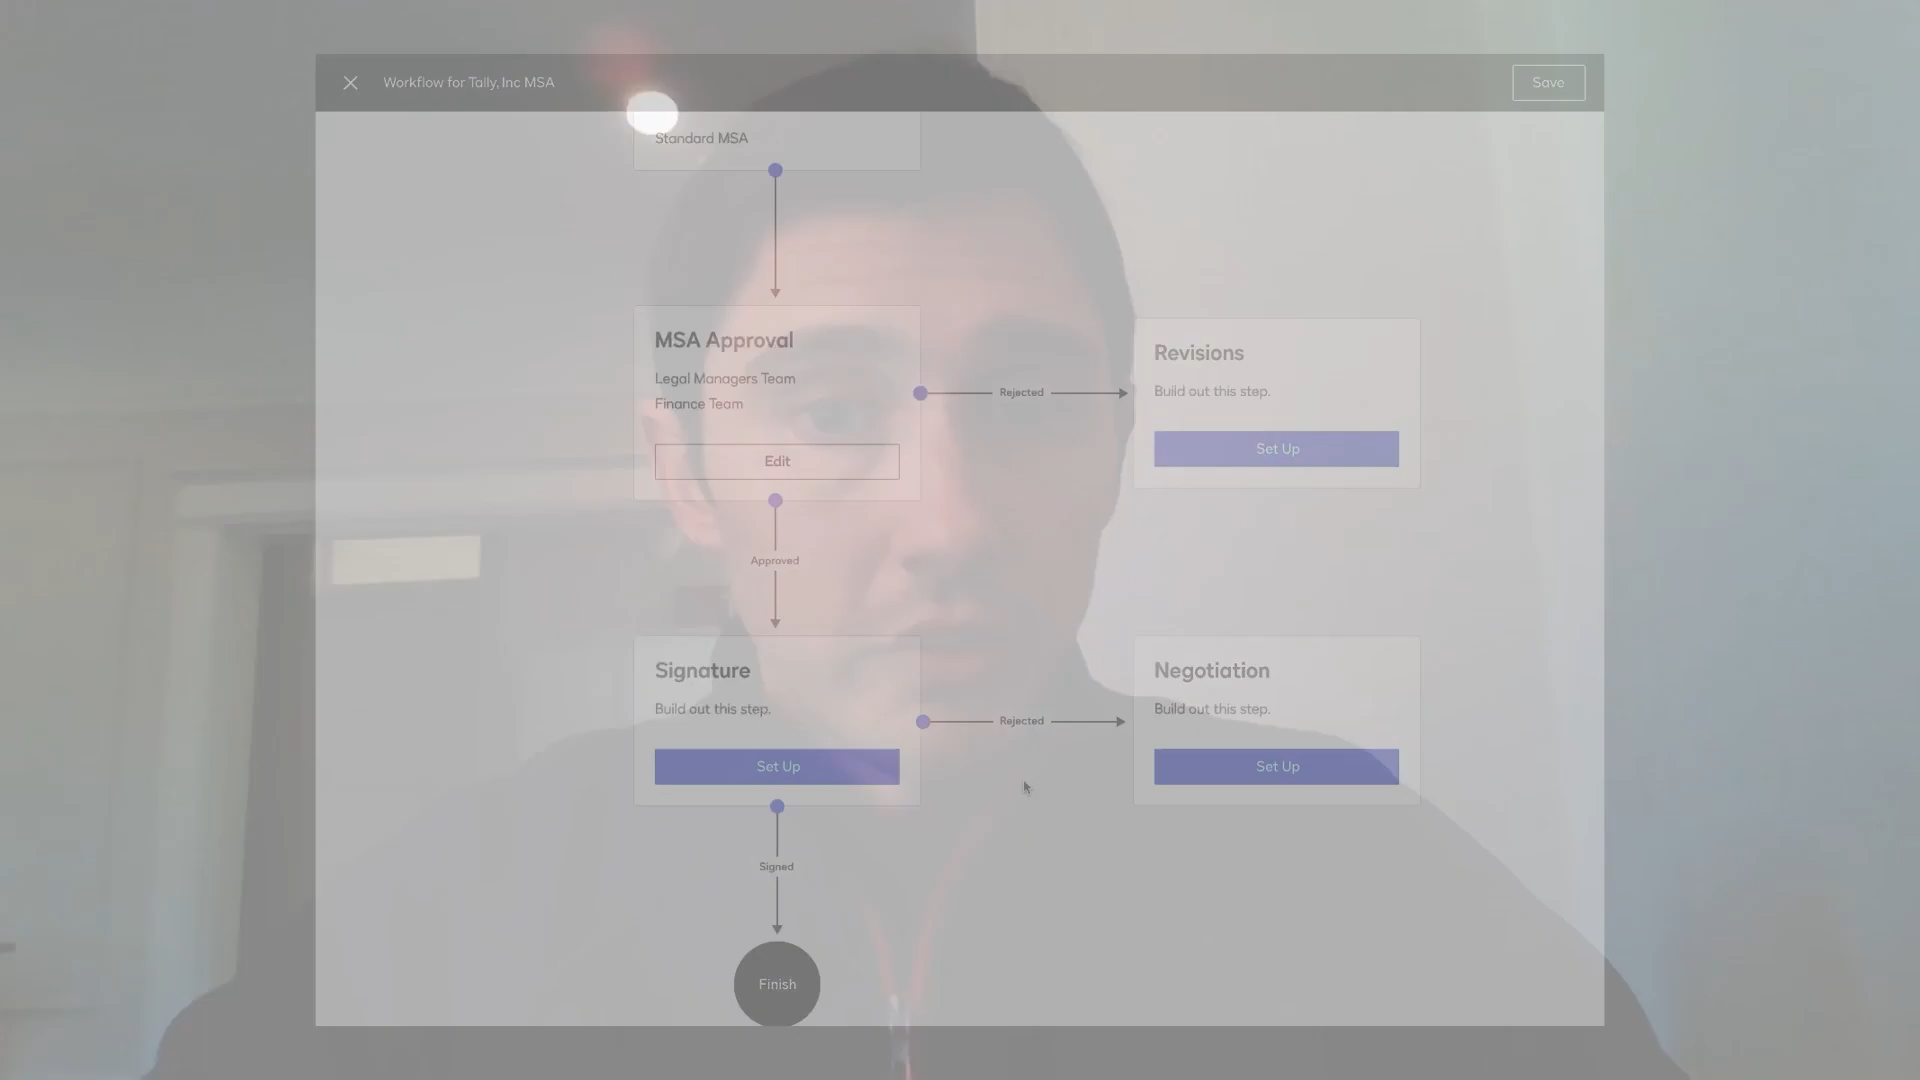 Workflow for Tally, Inc MSA
Save
Standard MSA
MSA Approval
Legal Managers Team
Finance Team
Edit
Rejected
Revisions
Build out this step.
Set Up
Approved
Signature
Build out this step.
Set Up
Rejected
Negotiation
Build out this step.
Set Up
Signed
Finish